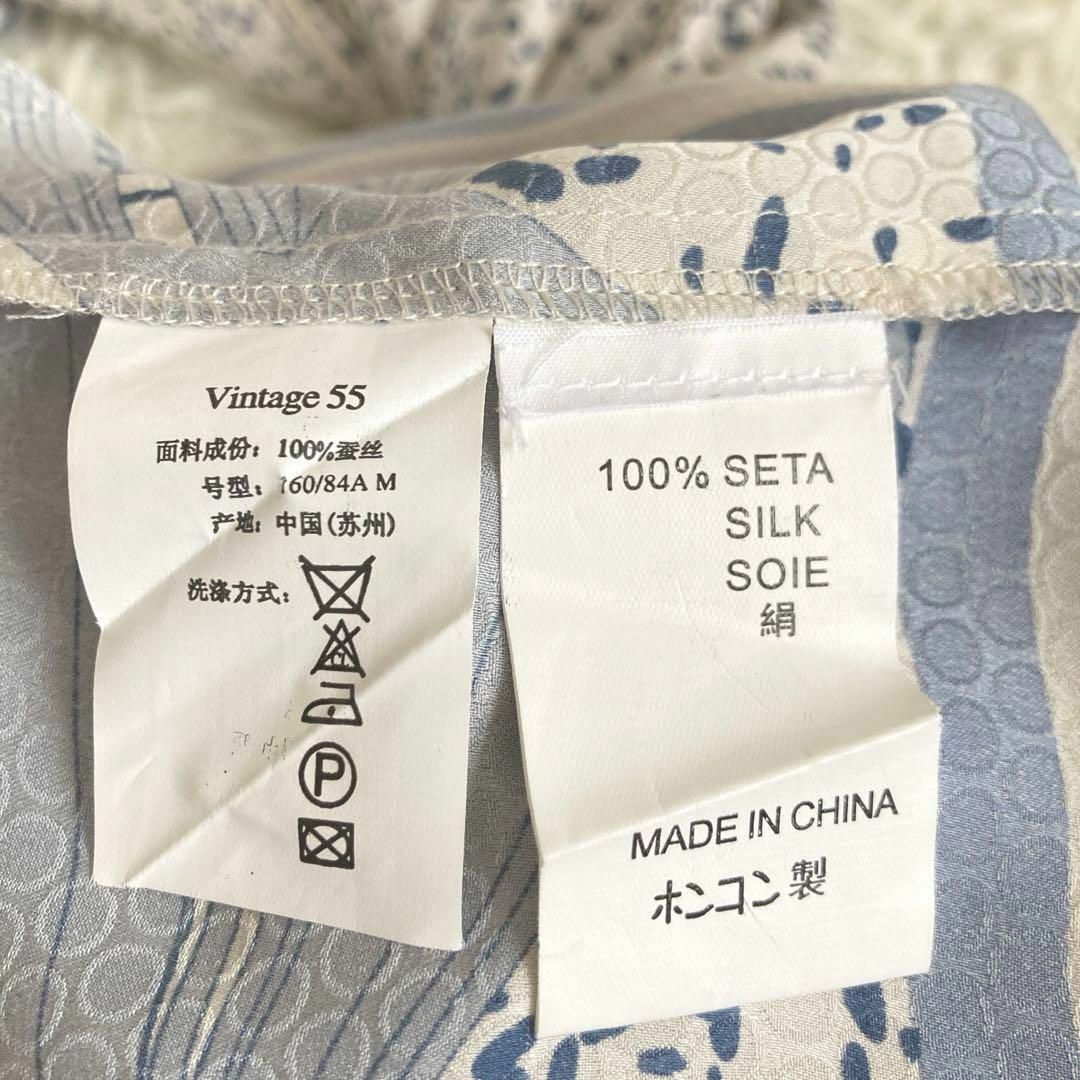 Vintage 55
面料成份: 100%蚕丝
号型: 160/84A M
产地: 中国(苏州)
洗涤方式:
P
100% SETA
SILK
SOIE
絹
MADE IN CHINA
ホンコン製